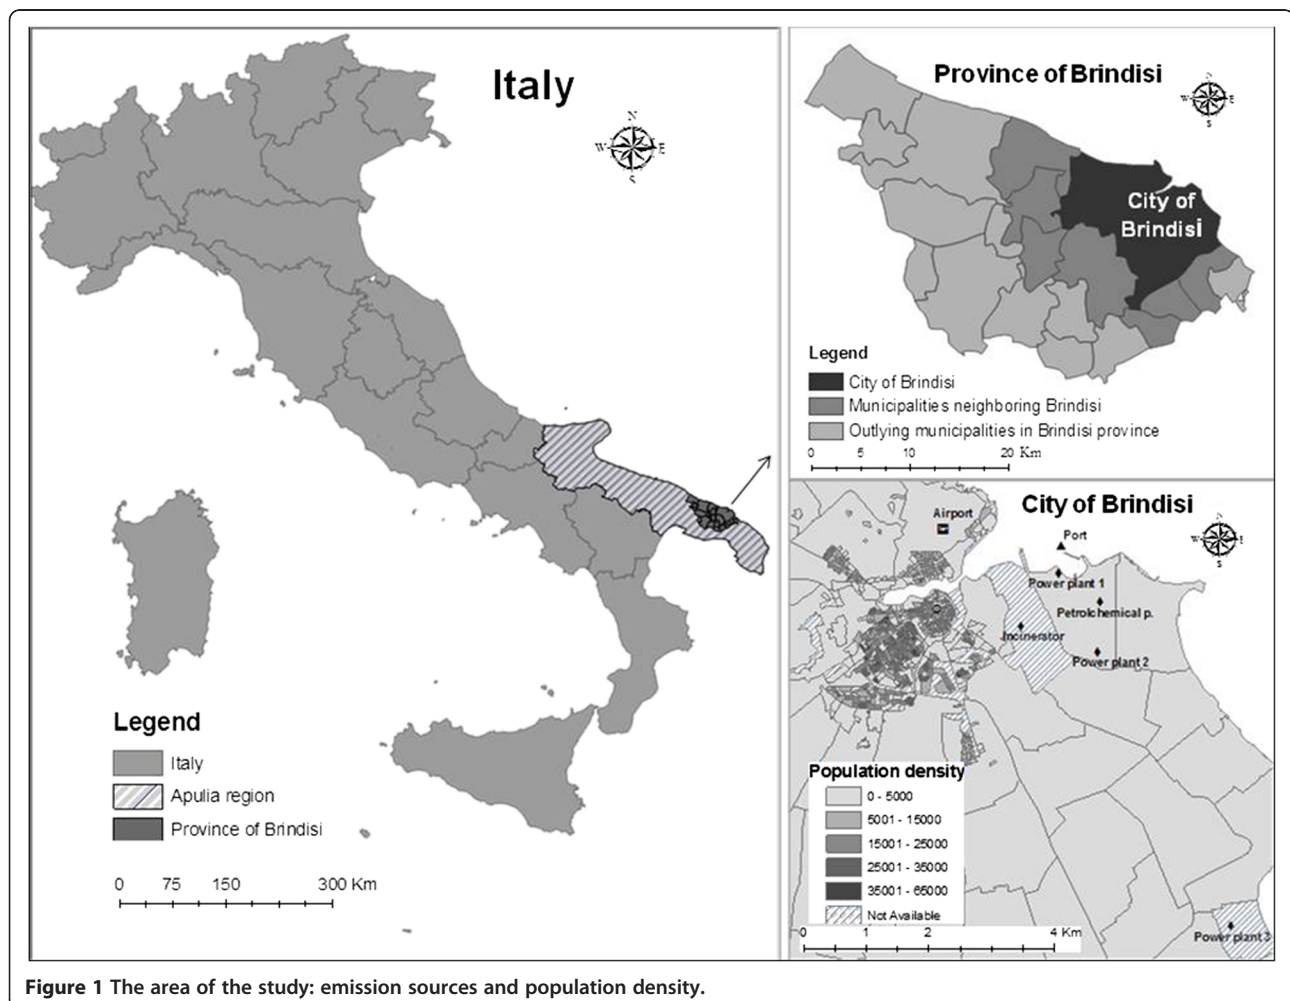 Italy
N
W E
S
Legend
Italy
Apulia region
Province of Brindisi
0 75 150 300 Km
Province of Brindisi
N
W E
S
City of
Brindisi
Legend
City of Brindisi
Municipalities neighboring Brindisi
Outlying municipalities in Brindisi province
0 5 10 20 Km
City of Brindisi
N
W E
S
Airport
Port
Power plant 1
Petrolchemical p.
Incinerator
Power plant 2
Population density
0 - 5000
5001 - 15000
15001 - 25000
25001 - 35000
35001 - 65000
Not Available
0 1 2 4 Km
Power plant 3
Figure 1 The area of the study: emission sources and population density.